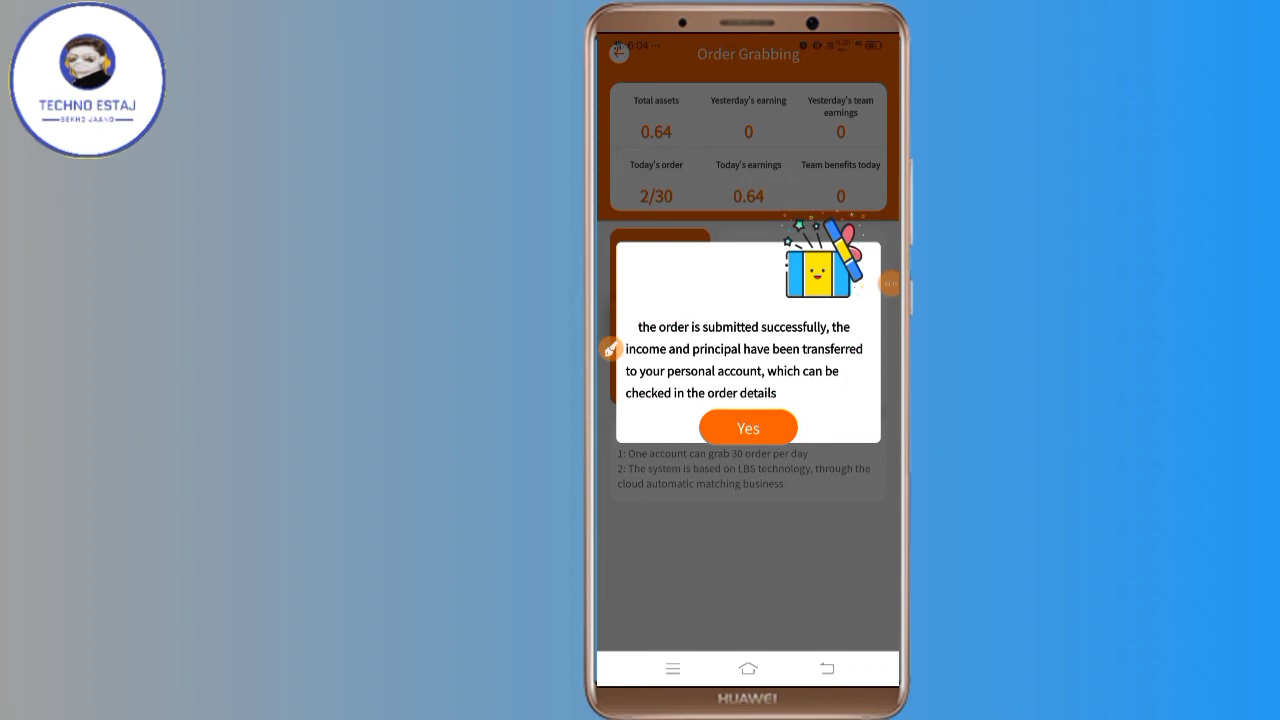 TECHNO ESTAJ
SEKHO JAANO
6:04 ···
Order Grabbing
Total assets
Yesterday's earning
Yesterday's team
earnings
0.64
0
0
Today's order
Today's earnings
Team benefits today
2/30
0.64
0
the order is submitted successfully, the
income and principal have been transferred
to your personal account, which can be
checked in the order details
Yes
1: One account can grab 30 order per day
2: The system is based on LBS technology, through the
cloud automatic matching business
HUAWEI